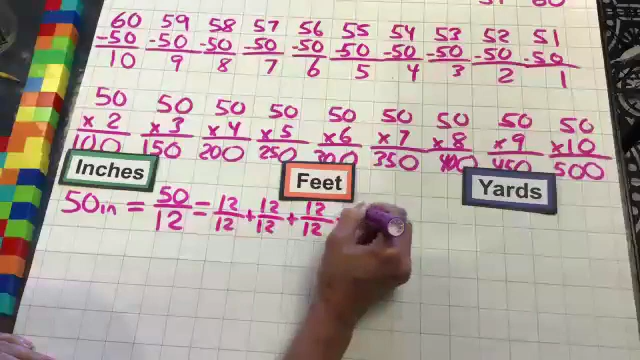 60 59 58 57 56 55 54 53 52 51
-50 -50 -50 -50 -50 -50 -50 -50 -50 -50
10 9 8 7 6 5 4 3 2 1
50 50 50 50 50 50 50 50 50
x 2 x 3 x 4 x 5 x 6 x 7 x 8 x 9 x 10
100 150 200 250 300 350 400 450 500
Inches Feet Yards
50in = 50/12 = 12/12 + 12/12 + 12/12